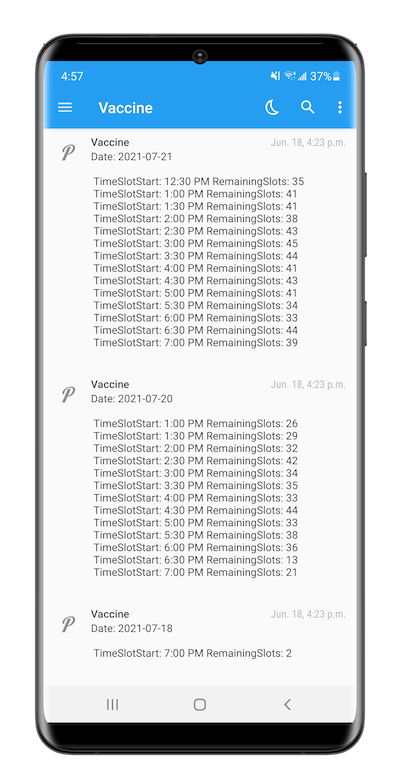 4:57
37%
Vaccine
Vaccine Jun. 18, 4:23 p.m.
Date: 2021-07-21
TimeSlotStart: 12:30 PM RemainingSlots: 35
TimeSlotStart: 1:00 PM RemainingSlots: 41
TimeSlotStart: 1:30 PM RemainingSlots: 41
TimeSlotStart: 2:00 PM RemainingSlots: 38
TimeSlotStart: 2:30 PM RemainingSlots: 43
TimeSlotStart: 3:00 PM RemainingSlots: 45
TimeSlotStart: 3:30 PM RemainingSlots: 44
TimeSlotStart: 4:00 PM RemainingSlots: 41
TimeSlotStart: 4:30 PM RemainingSlots: 43
TimeSlotStart: 5:00 PM RemainingSlots: 41
TimeSlotStart: 5:30 PM RemainingSlots: 34
TimeSlotStart: 6:00 PM RemainingSlots: 33
TimeSlotStart: 6:30 PM RemainingSlots: 44
TimeSlotStart: 7:00 PM RemainingSlots: 39
Vaccine Jun. 18, 4:23 p.m.
Date: 2021-07-20
TimeSlotStart: 1:00 PM RemainingSlots: 26
TimeSlotStart: 1:30 PM RemainingSlots: 29
TimeSlotStart: 2:00 PM RemainingSlots: 32
TimeSlotStart: 2:30 PM RemainingSlots: 42
TimeSlotStart: 3:00 PM RemainingSlots: 34
TimeSlotStart: 3:30 PM RemainingSlots: 35
TimeSlotStart: 4:00 PM RemainingSlots: 33
TimeSlotStart: 4:30 PM RemainingSlots: 44
TimeSlotStart: 5:00 PM RemainingSlots: 33
TimeSlotStart: 5:30 PM RemainingSlots: 38
TimeSlotStart: 6:00 PM RemainingSlots: 36
TimeSlotStart: 6:30 PM RemainingSlots: 13
TimeSlotStart: 7:00 PM RemainingSlots: 21
Vaccine Jun. 18, 4:23 p.m.
Date: 2021-07-18
TimeSlotStart: 7:00 PM RemainingSlots: 2